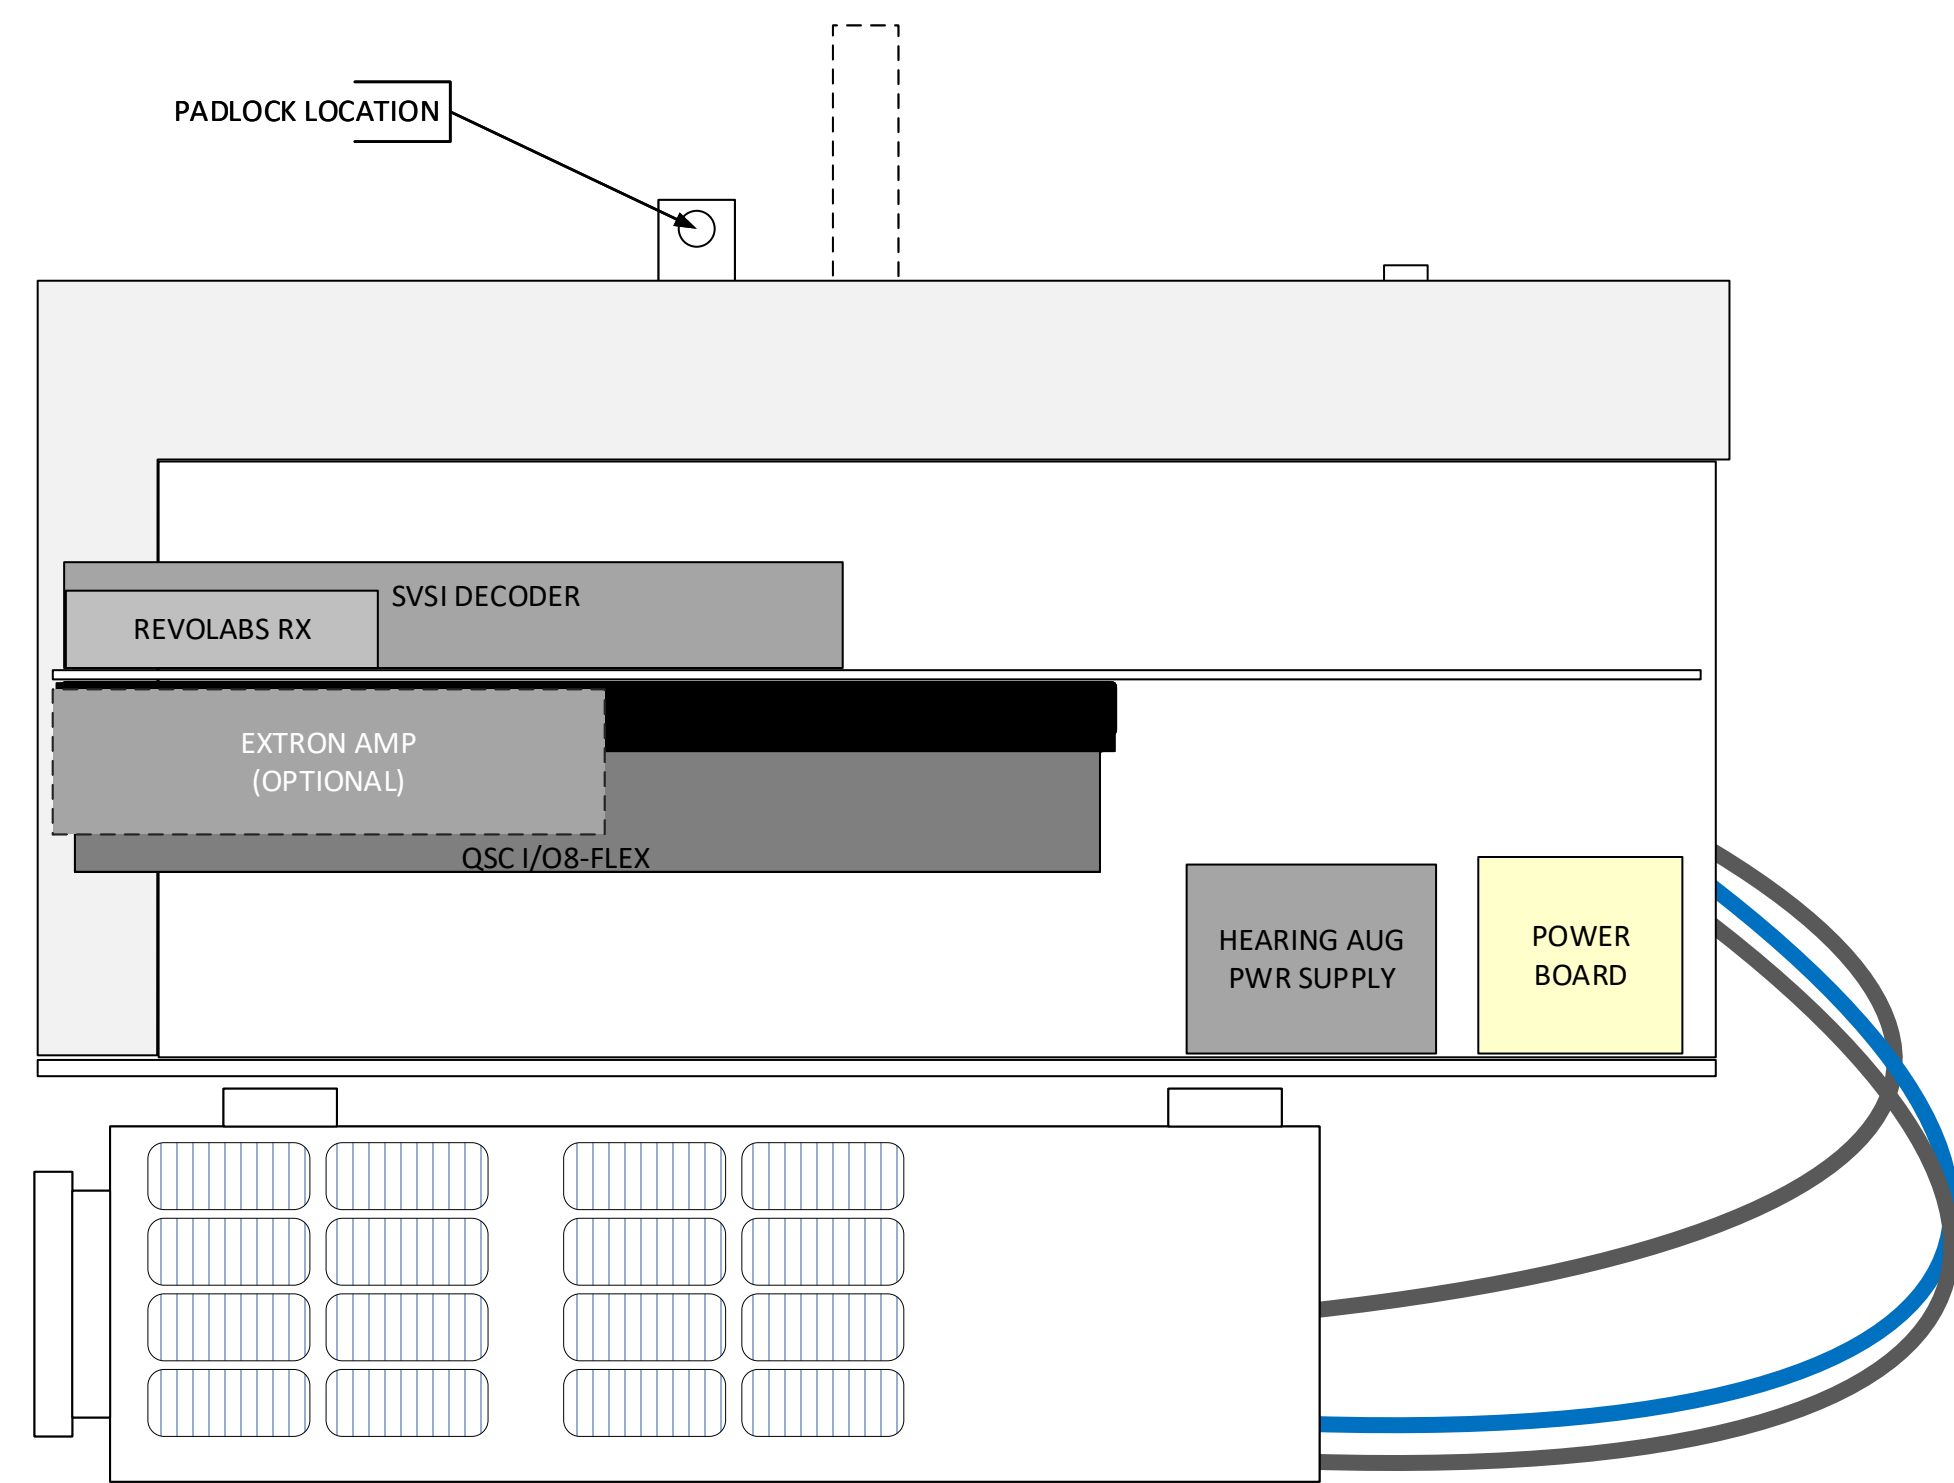 PADLOCK LOCATION
SVSI DECODER
REVOLABS RX
EXTRON AMP
(OPTIONAL)
QSC I/O8-FLEX
HEARING AUG
PWR SUPPLY
POWER
BOARD